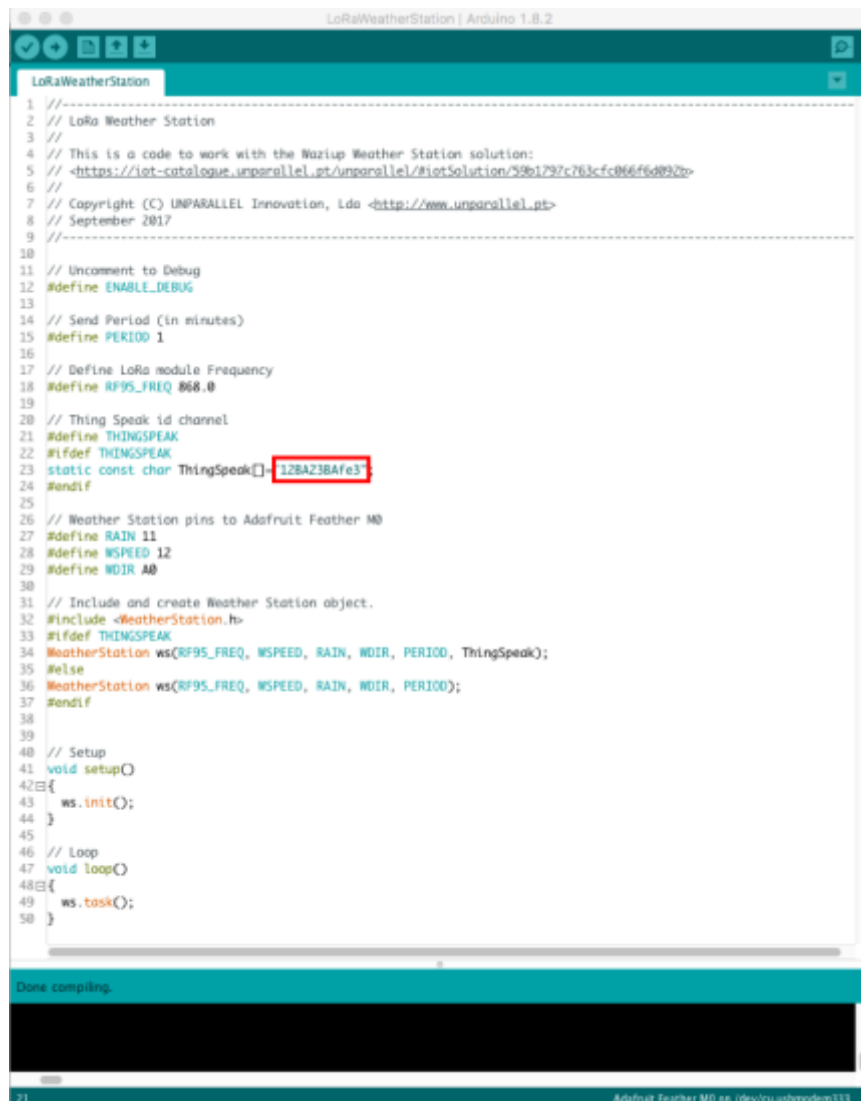 LoRaWeatherStation | Arduino 1.8.2
LoRaWeatherStation
1 //--------------------------------------------------------------------------------
2 // LoRa Weather Station
3 //
4 // This is a code to work with the Waziup Weather Station solution:
5 // <https://iot-catalogue.unparallel.pt/unparallel/#iotSolution/59b1797c763cfc066f6d092b>
6 //
7 // Copyright (C) UNPARALLEL Innovation, Lda <http://www.unparallel.pt>
8 // September 2017
9 //--------------------------------------------------------------------------------
10
11 // Uncomment to Debug
12 #define ENABLE_DEBUG
13
14 // Send Period (in minutes)
15 #define PERIOD 1
16
17 // Define LoRa module Frequency
18 #define RF95_FREQ 868.0
19
20 // Thing Speak id channel
21 #define THINGSPEAK
22 #ifdef THINGSPEAK
23 static const char ThingSpeak[]="12BA23BAfe3";
24 #endif
25
26 // Weather Station pins to Adafruit Feather M0
27 #define RAIN 11
28 #define WSPEED 12
29 #define WDIR A0
30
31 // Include and create Weather Station object.
32 #include <WeatherStation.h>
33 #ifdef THINGSPEAK
34 WeatherStation ws(RF95_FREQ, WSPEED, RAIN, WDIR, PERIOD, ThingSpeak);
35 #else
36 WeatherStation ws(RF95_FREQ, WSPEED, RAIN, WDIR, PERIOD);
37 #endif
38
39
40 // Setup
41 void setup()
42 {
43 ws.init();
44 }
45
46 // Loop
47 void loop()
48 {
49 ws.task();
50 }
Done compiling.
21 Adafruit Feather M0 on /dev/cu.usbmodem333